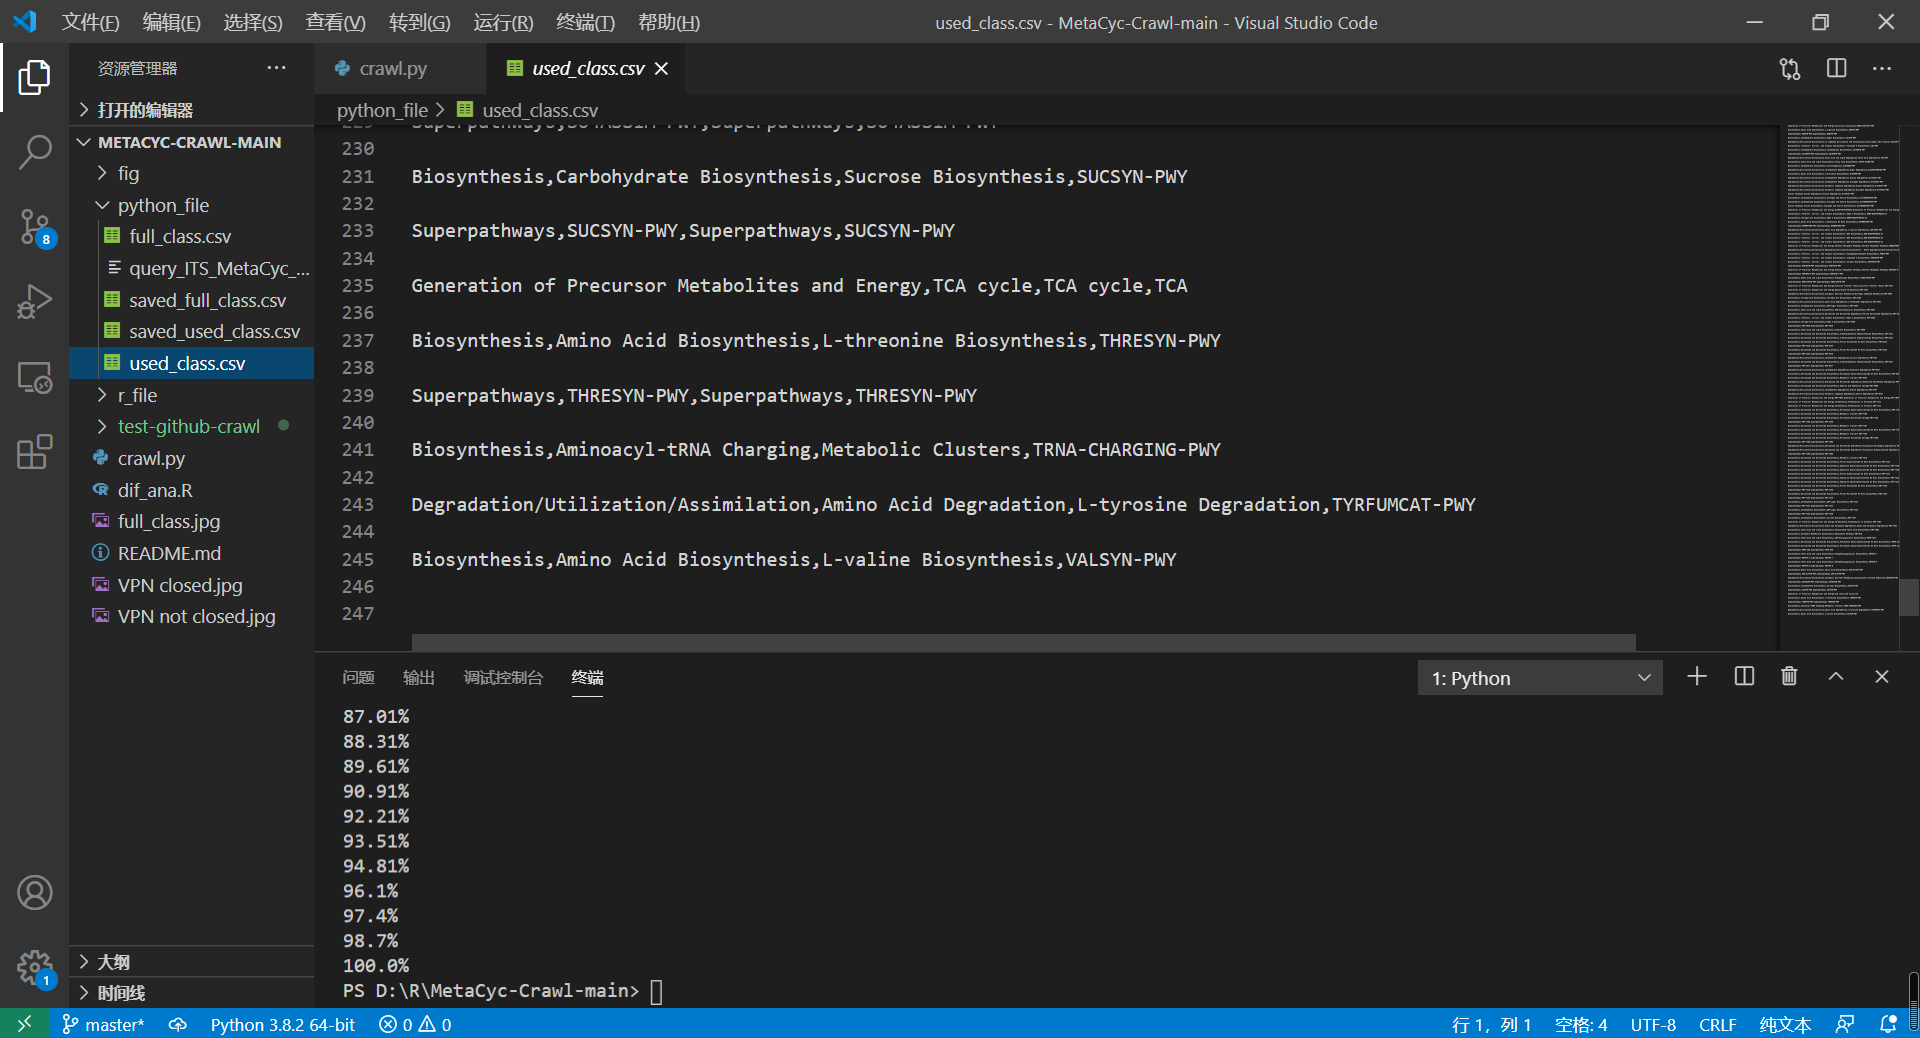 文件(F) 编辑(E) 选择(S) 查看(V) 转到(G) 运行(R) 终端(T) 帮助(H) used_class.csv - MetaCyc-Crawl-main - Visual Studio Code
资源管理器 ···
打开的编辑器
METACYC-CRAWL-MAIN
fig
python_file
full_class.csv
query_ITS_MetaCyc_...
saved_full_class.csv
saved_used_class.csv
used_class.csv
r_file
test-github-crawl
crawl.py
dif_ana.R
full_class.jpg
README.md
VPN closed.jpg
VPN not closed.jpg
大纲
时间线
8
1
crawl.py used_class.csv
python_file > used_class.csv
229 Superpathways,SO4ASSIM-PWY,Superpathways,SO4ASSIM-PWY
230
231 Biosynthesis,Carbohydrate Biosynthesis,Sucrose Biosynthesis,SUCSYN-PWY
232
233 Superpathways,SUCSYN-PWY,Superpathways,SUCSYN-PWY
234
235 Generation of Precursor Metabolites and Energy,TCA cycle,TCA cycle,TCA
236
237 Biosynthesis,Amino Acid Biosynthesis,L-threonine Biosynthesis,THRESYN-PWY
238
239 Superpathways,THRESYN-PWY,Superpathways,THRESYN-PWY
240
241 Biosynthesis,Aminoacyl-tRNA Charging,Metabolic Clusters,TRNA-CHARGING-PWY
242
243 Degradation/Utilization/Assimilation,Amino Acid Degradation,L-tyrosine Degradation,TYRFUMCAT-PWY
244
245 Biosynthesis,Amino Acid Biosynthesis,L-valine Biosynthesis,VALSYN-PWY
246
247
问题 输出 调试控制台 终端 1: Python
87.01%
88.31%
89.61%
90.91%
92.21%
93.51%
94.81%
96.1%
97.4%
98.7%
100.0%
PS D:\R\MetaCyc-Crawl-main>
master* Python 3.8.2 64-bit 0 0 行 1，列 1 空格: 4 UTF-8 CRLF 纯文本